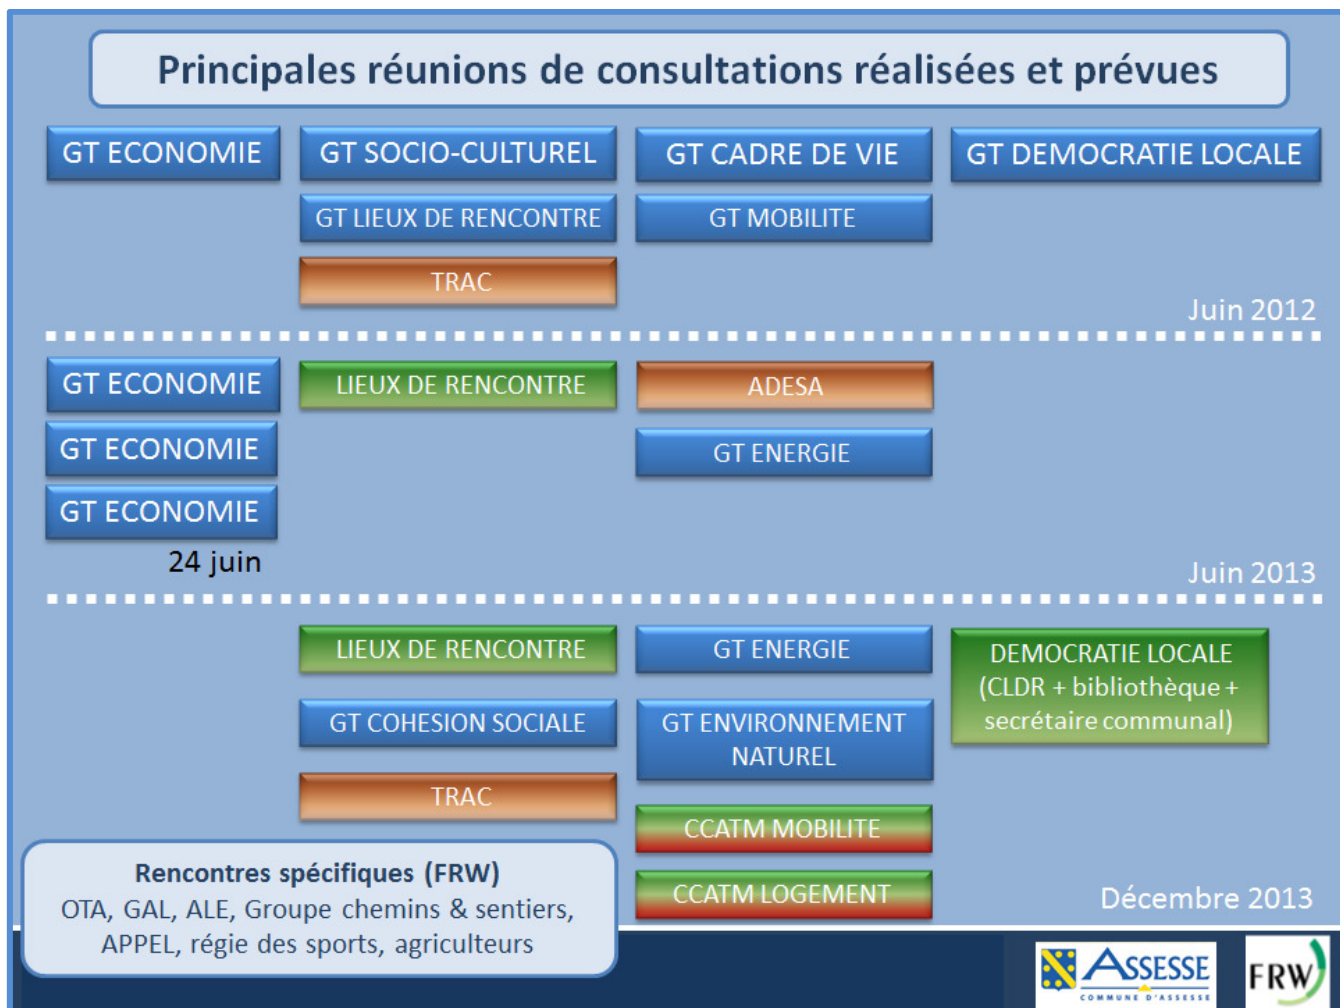 Principales réunions de consultations réalisées et prévues
GT ECONOMIE
GT SOCIO-CULTUREL
GT CADRE DE VIE
GT DEMOCRATIE LOCALE
GT LIEUX DE RENCONTRE
GT MOBILITE
TRAC
Juin 2012
GT ECONOMIE
LIEUX DE RENCONTRE
ADESA
GT ECONOMIE
GT ENERGIE
GT ECONOMIE
24 juin
Juin 2013
LIEUX DE RENCONTRE
GT ENERGIE
DEMOCRATIE LOCALE
(CLDR + bibliothèque +
secrétaire communal)
GT COHESION SOCIALE
GT ENVIRONNEMENT
NATUREL
TRAC
CCATM MOBILITE
CCATM LOGEMENT
Décembre 2013
Rencontres spécifiques (FRW)
OTA, GAL, ALE, Groupe chemins & sentiers,
APPEL, régie des sports, agriculteurs
ASSESSE
COMMUNE D'ASSESSE
FRW